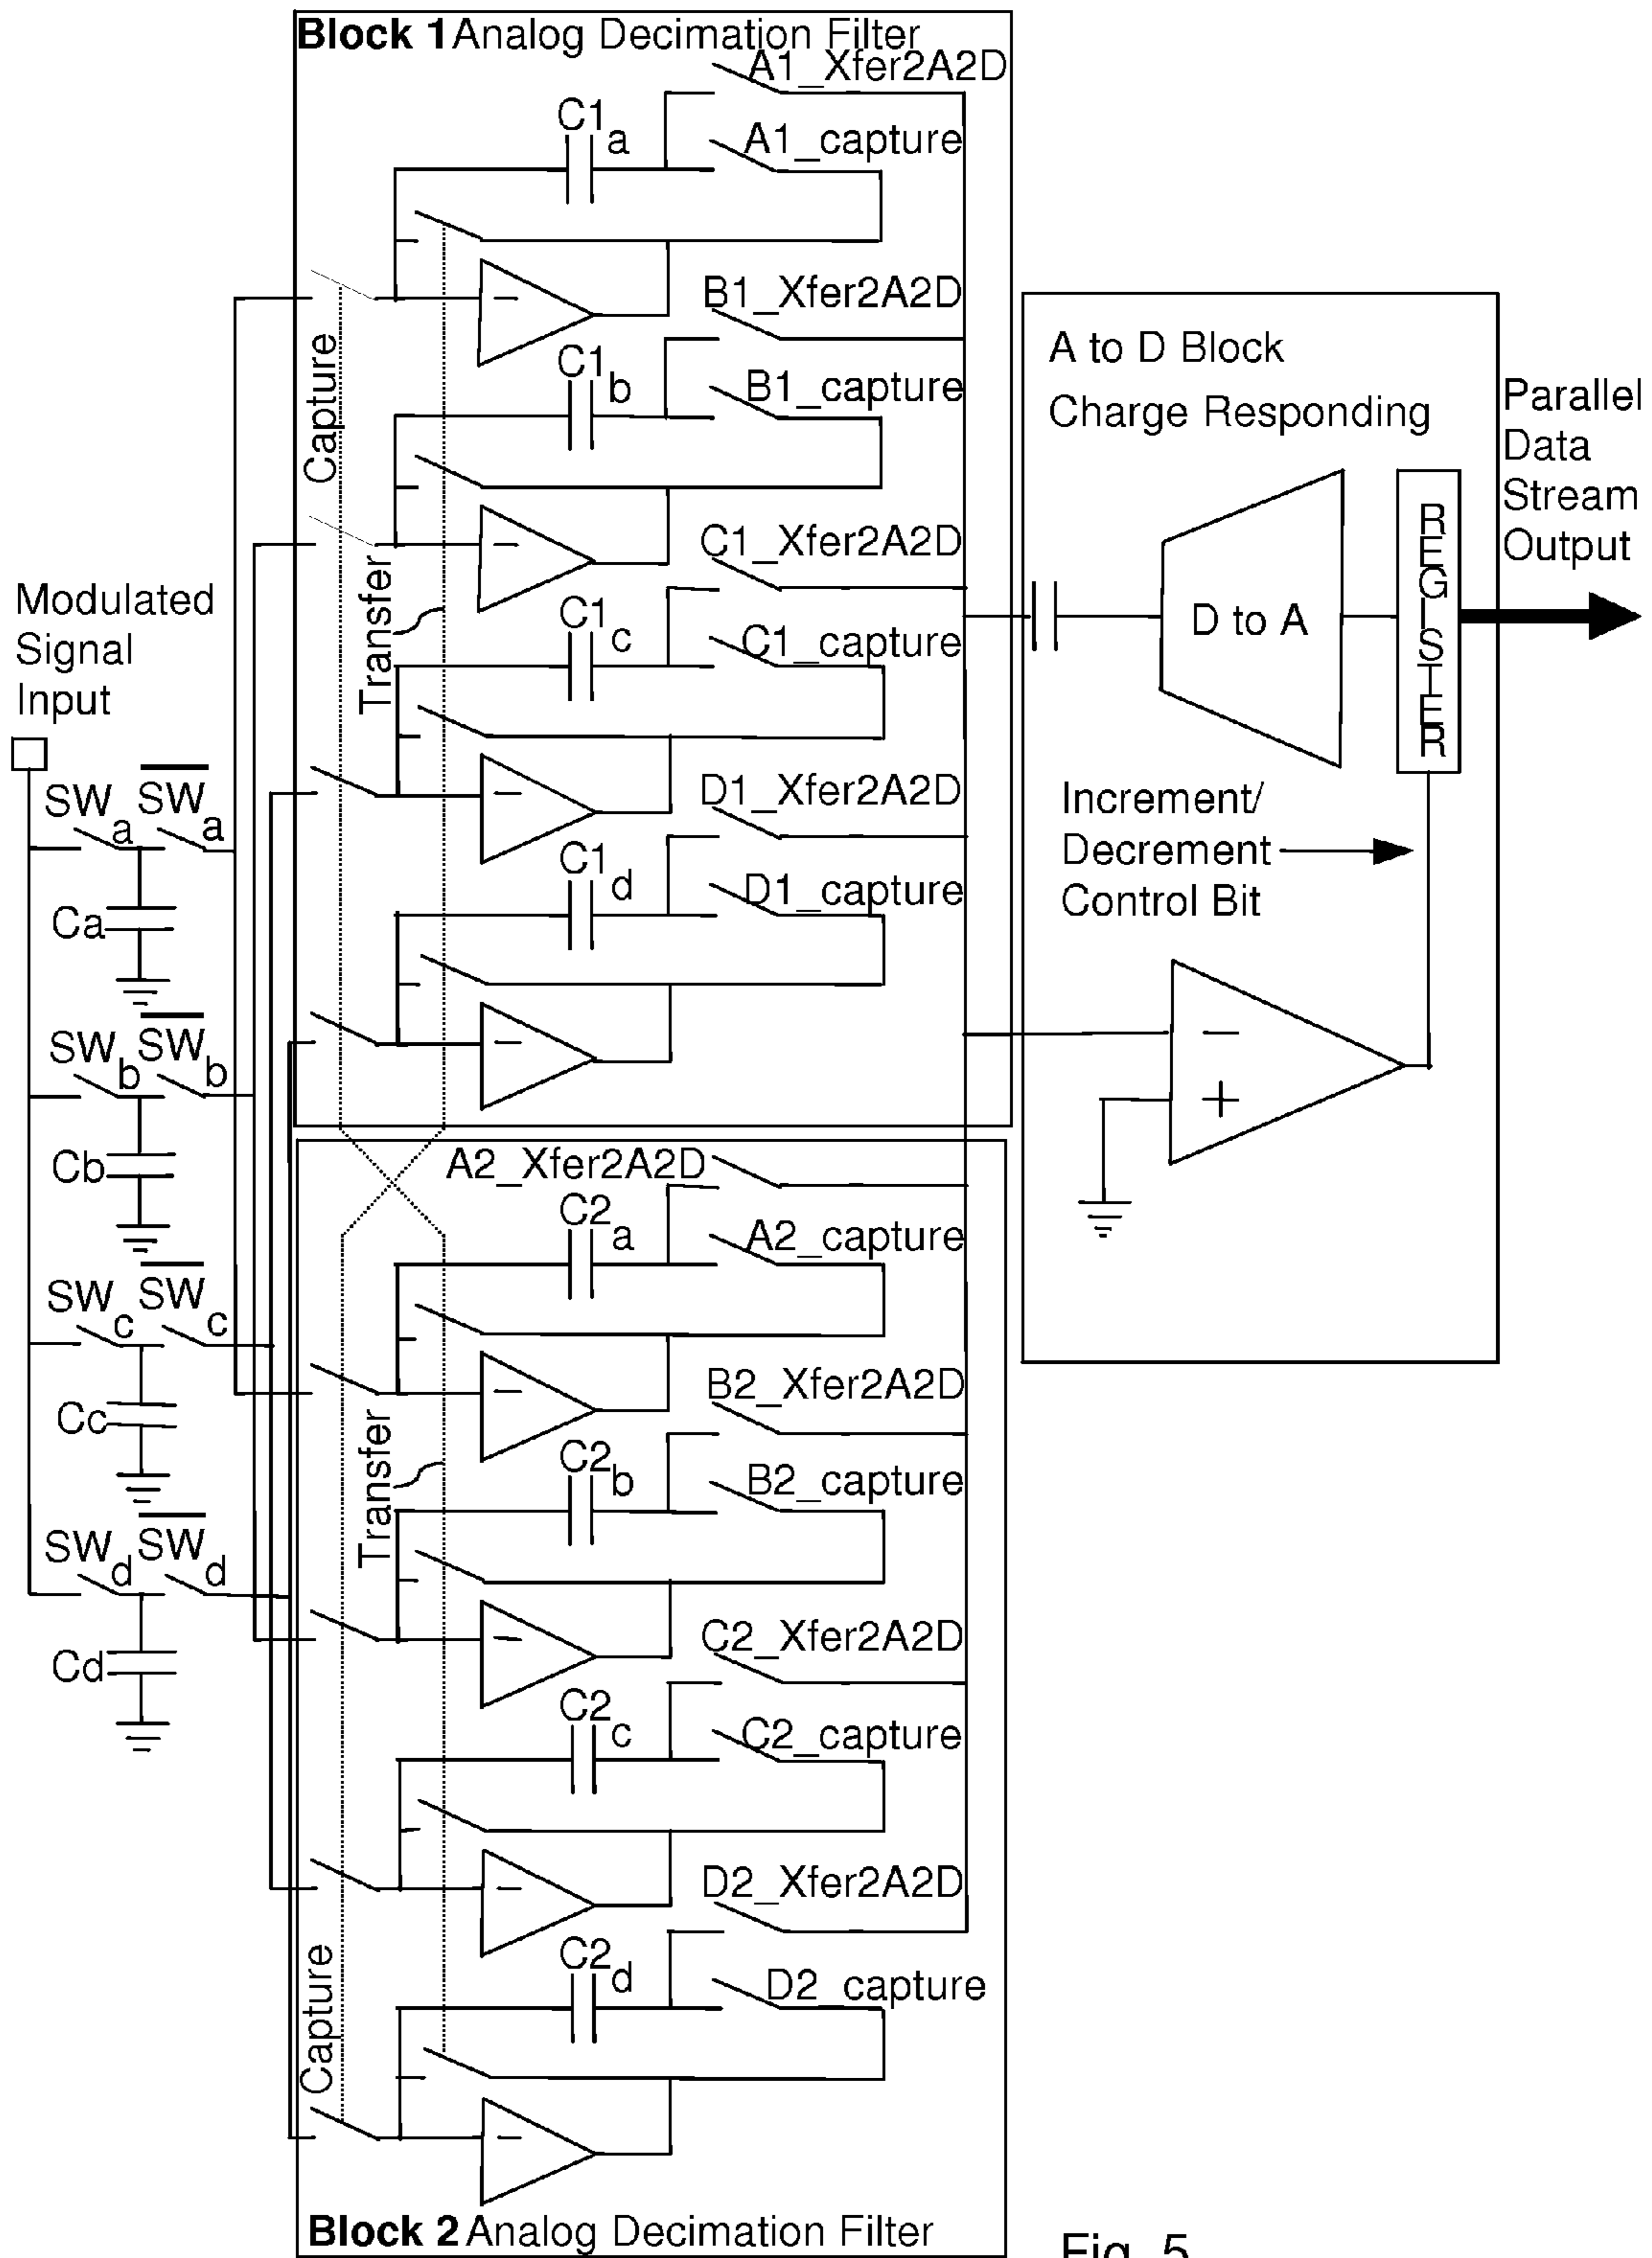 Block 1 Analog Decimation Filter
A1_Xfer2A2D
C1a
A1_capture
B1_Xfer2A2D
Capture
C1b
B1_capture
C1_Xfer2A2D
Transfer
C1c
C1_capture
D1_Xfer2A2D
C1d
D1_capture
Modulated
Signal
Input
SWa SWa
Ca
SWb SWb
Cb
SWc SWc
Cc
SWd SWd
Cd
A to D Block
Charge Responding
D to A
REGISTER
Parallel
Data
Stream
Output
Increment/
Decrement
Control Bit
−
+
A2_Xfer2A2D
C2a
A2_capture
B2_Xfer2A2D
Transfer
C2b
B2_capture
C2_Xfer2A2D
C2c
C2_capture
D2_Xfer2A2D
Capture
C2d
D2_capture
Block 2 Analog Decimation Filter
Fig. 5